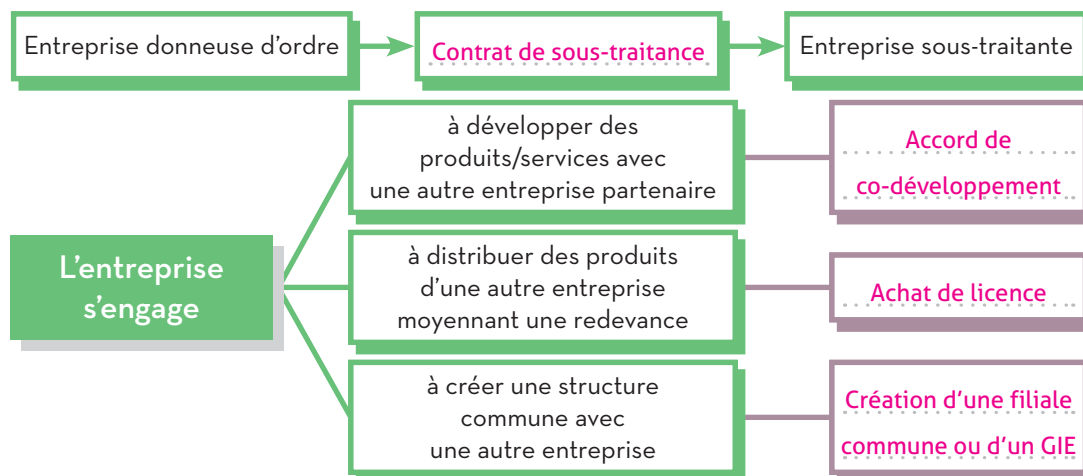 Entreprise donneuse d'ordre
Contrat de sous-traitance
Entreprise sous-traitante
L'entreprise
s'engage
à développer des
produits/services avec
une autre entreprise partenaire
Accord de
co-développement
à distribuer des produits
d'une autre entreprise
moyennant une redevance
Achat de licence
à créer une structure
commune avec
une autre entreprise
Création d'une filiale
commune ou d'un GIE